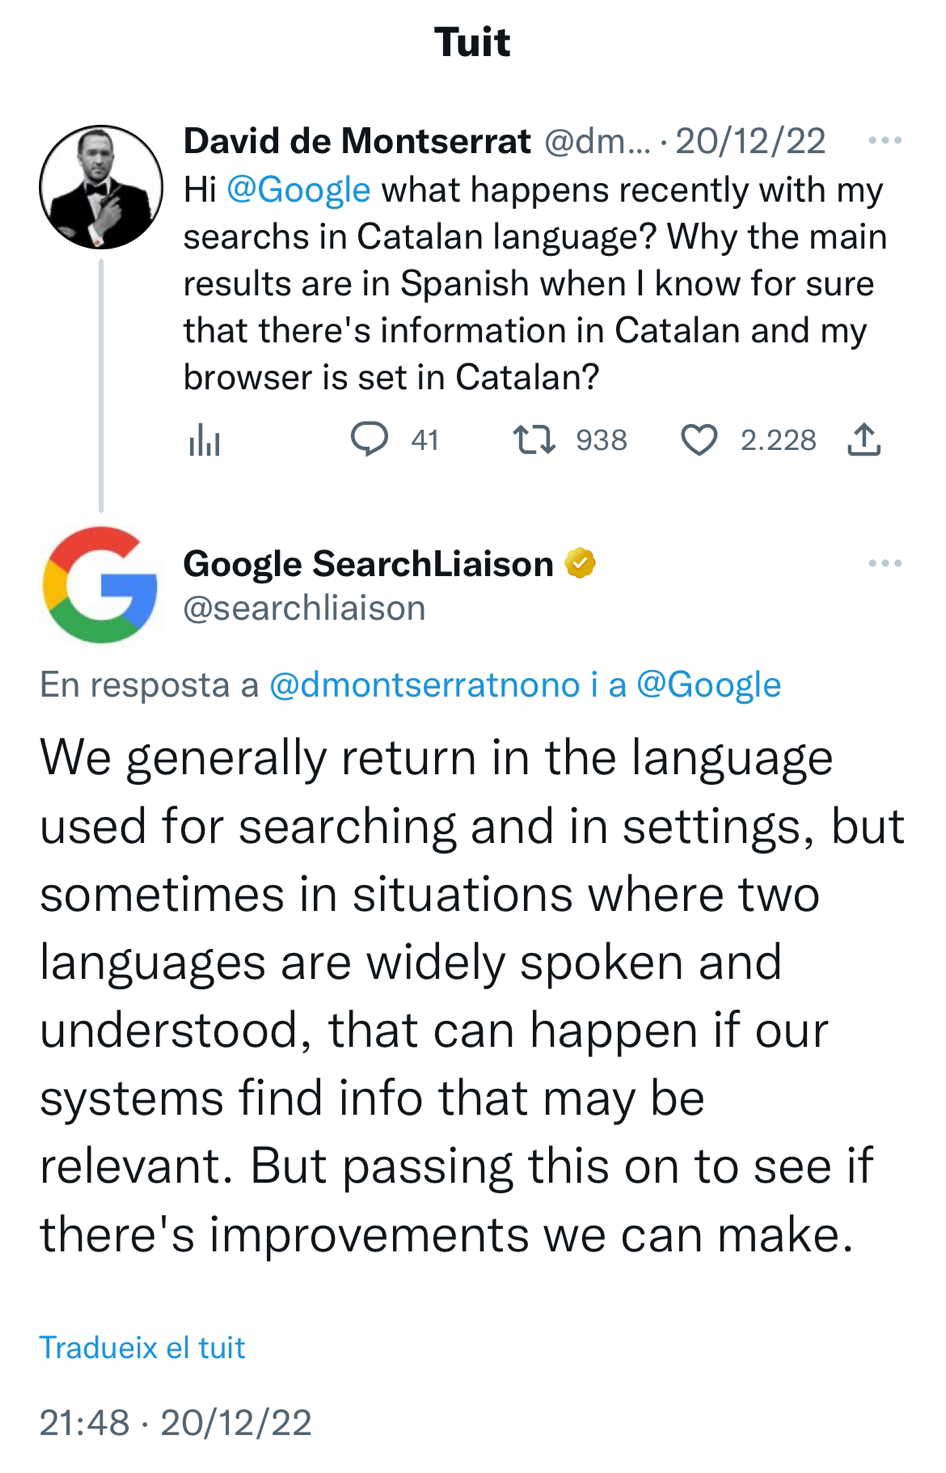 Tuit
David de Montserrat @dm... · 20/12/22
Hi @Google what happens recently with my
searchs in Catalan language? Why the main
results are in Spanish when I know for sure
that there's information in Catalan and my
browser is set in Catalan?
41 938 2.228
Google SearchLiaison
@searchliaison
En resposta a @dmontserratnono i a @Google
We generally return in the language
used for searching and in settings, but
sometimes in situations where two
languages are widely spoken and
understood, that can happen if our
systems find info that may be
relevant. But passing this on to see if
there's improvements we can make.
Tradueix el tuit
21:48 · 20/12/22